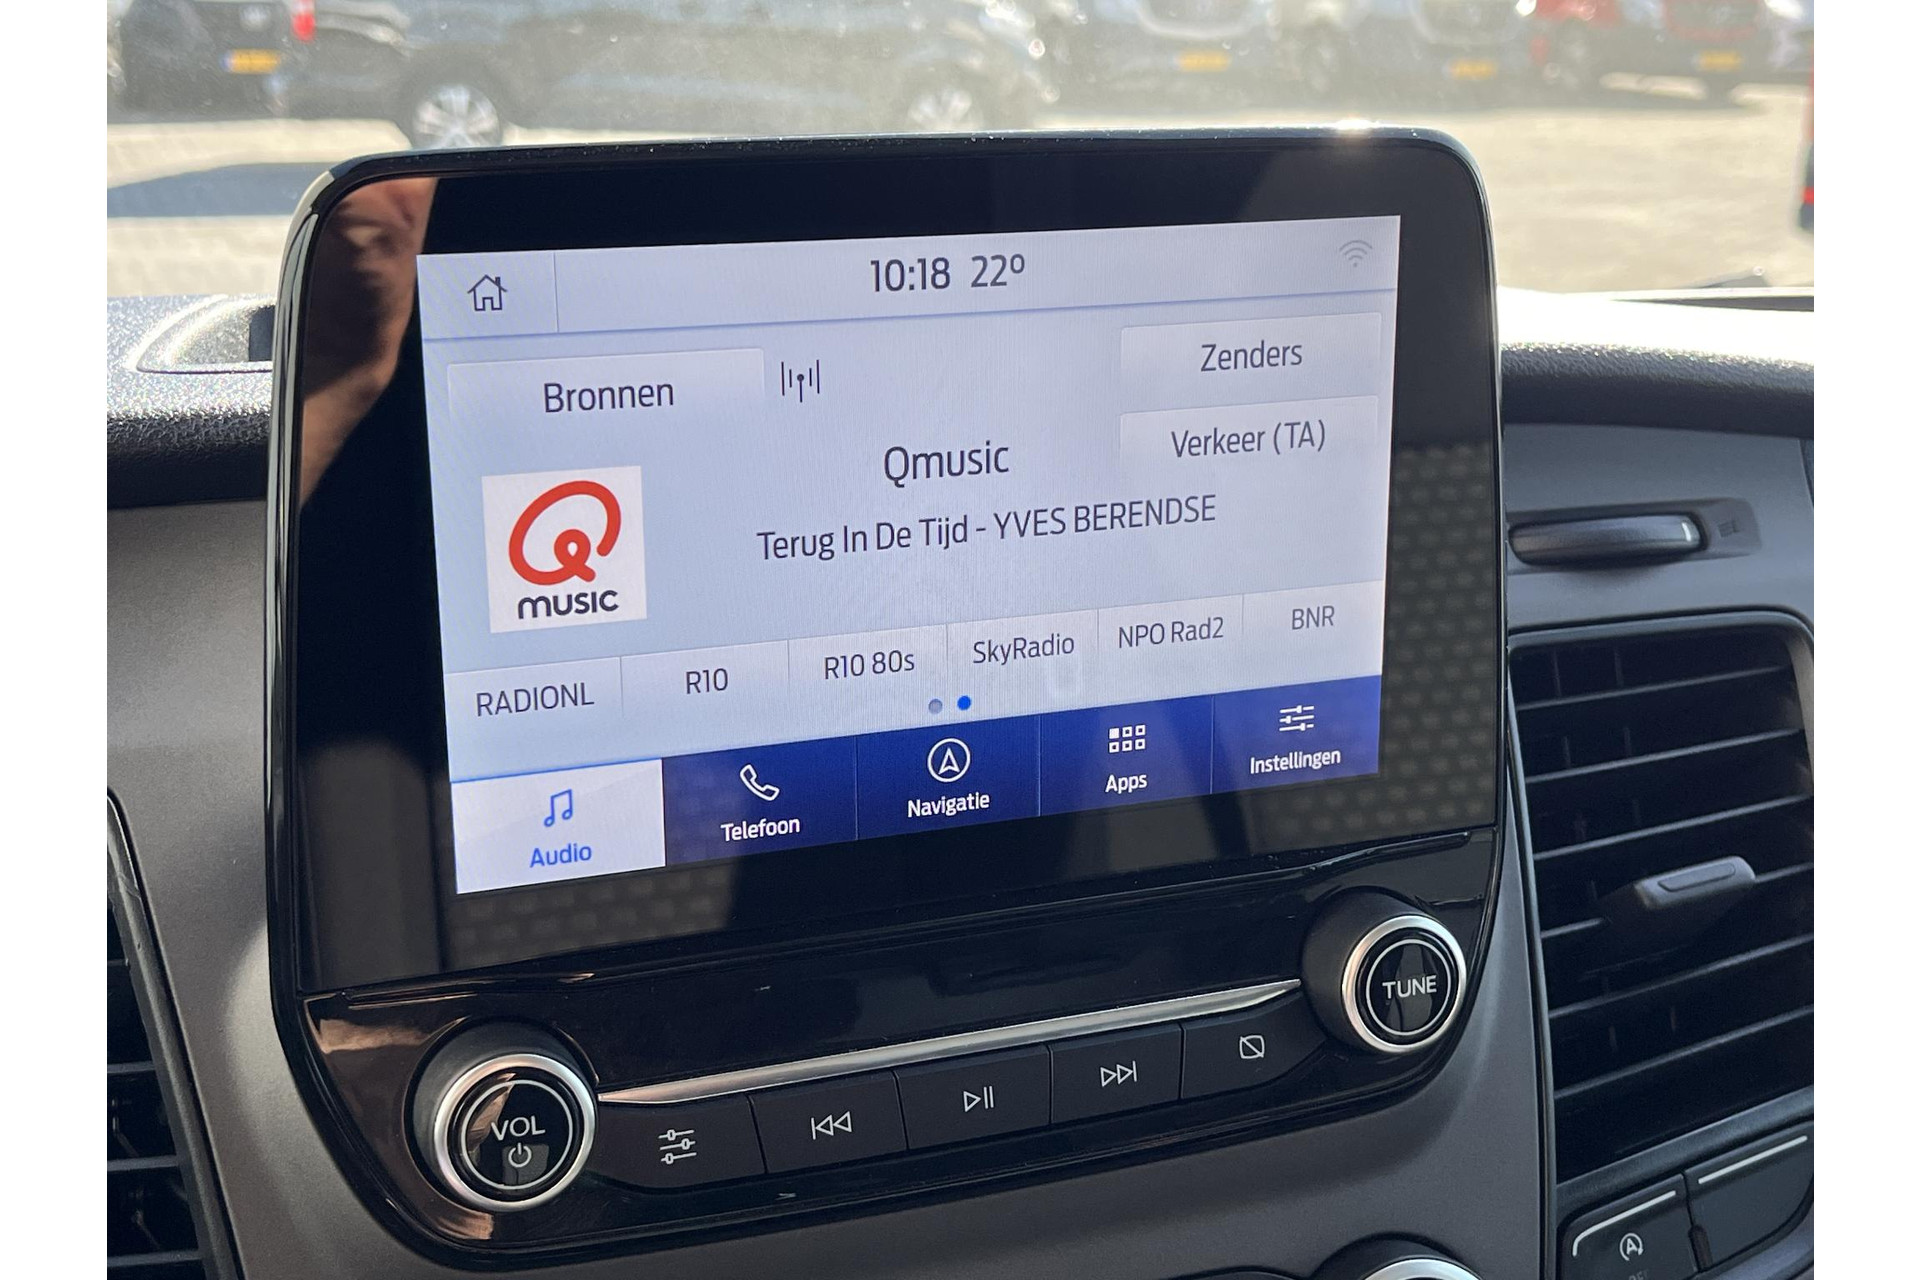 10:18 22°
Bronnen
Zenders
Verkeer (TA)
Qmusic
Terug In De Tijd - YVES BERENDSE
Q
music
RADIONL
R10
R10 80s
SkyRadio
NPO Rad2
BNR
Audio
Telefoon
Navigatie
Apps
Instellingen
TUNE
VOL
A